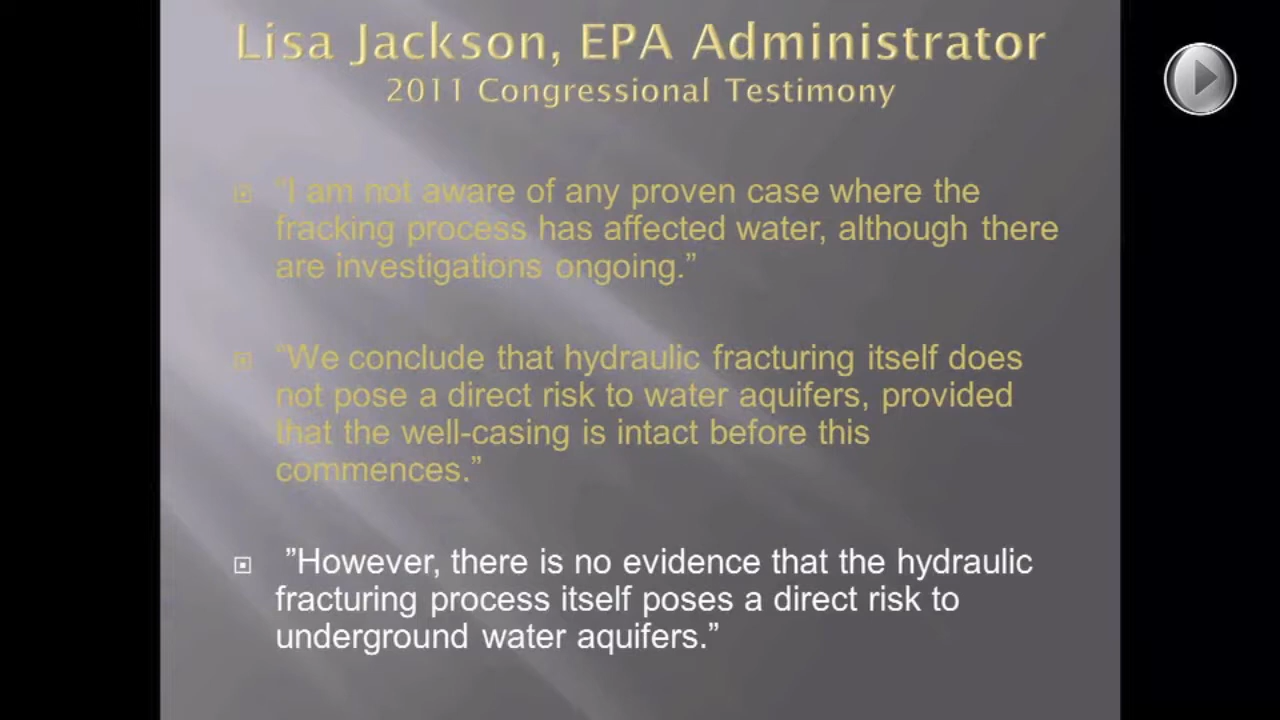 Lisa Jackson, EPA Administrator
2011 Congressional Testimony
"I am not aware of any proven case where the
fracking process has affected water, although there
are investigations ongoing."
"We conclude that hydraulic fracturing itself does
not pose a direct risk to water aquifers, provided
that the well-casing is intact before this
commences."
”However, there is no evidence that the hydraulic
fracturing process itself poses a direct risk to
underground water aquifers.”